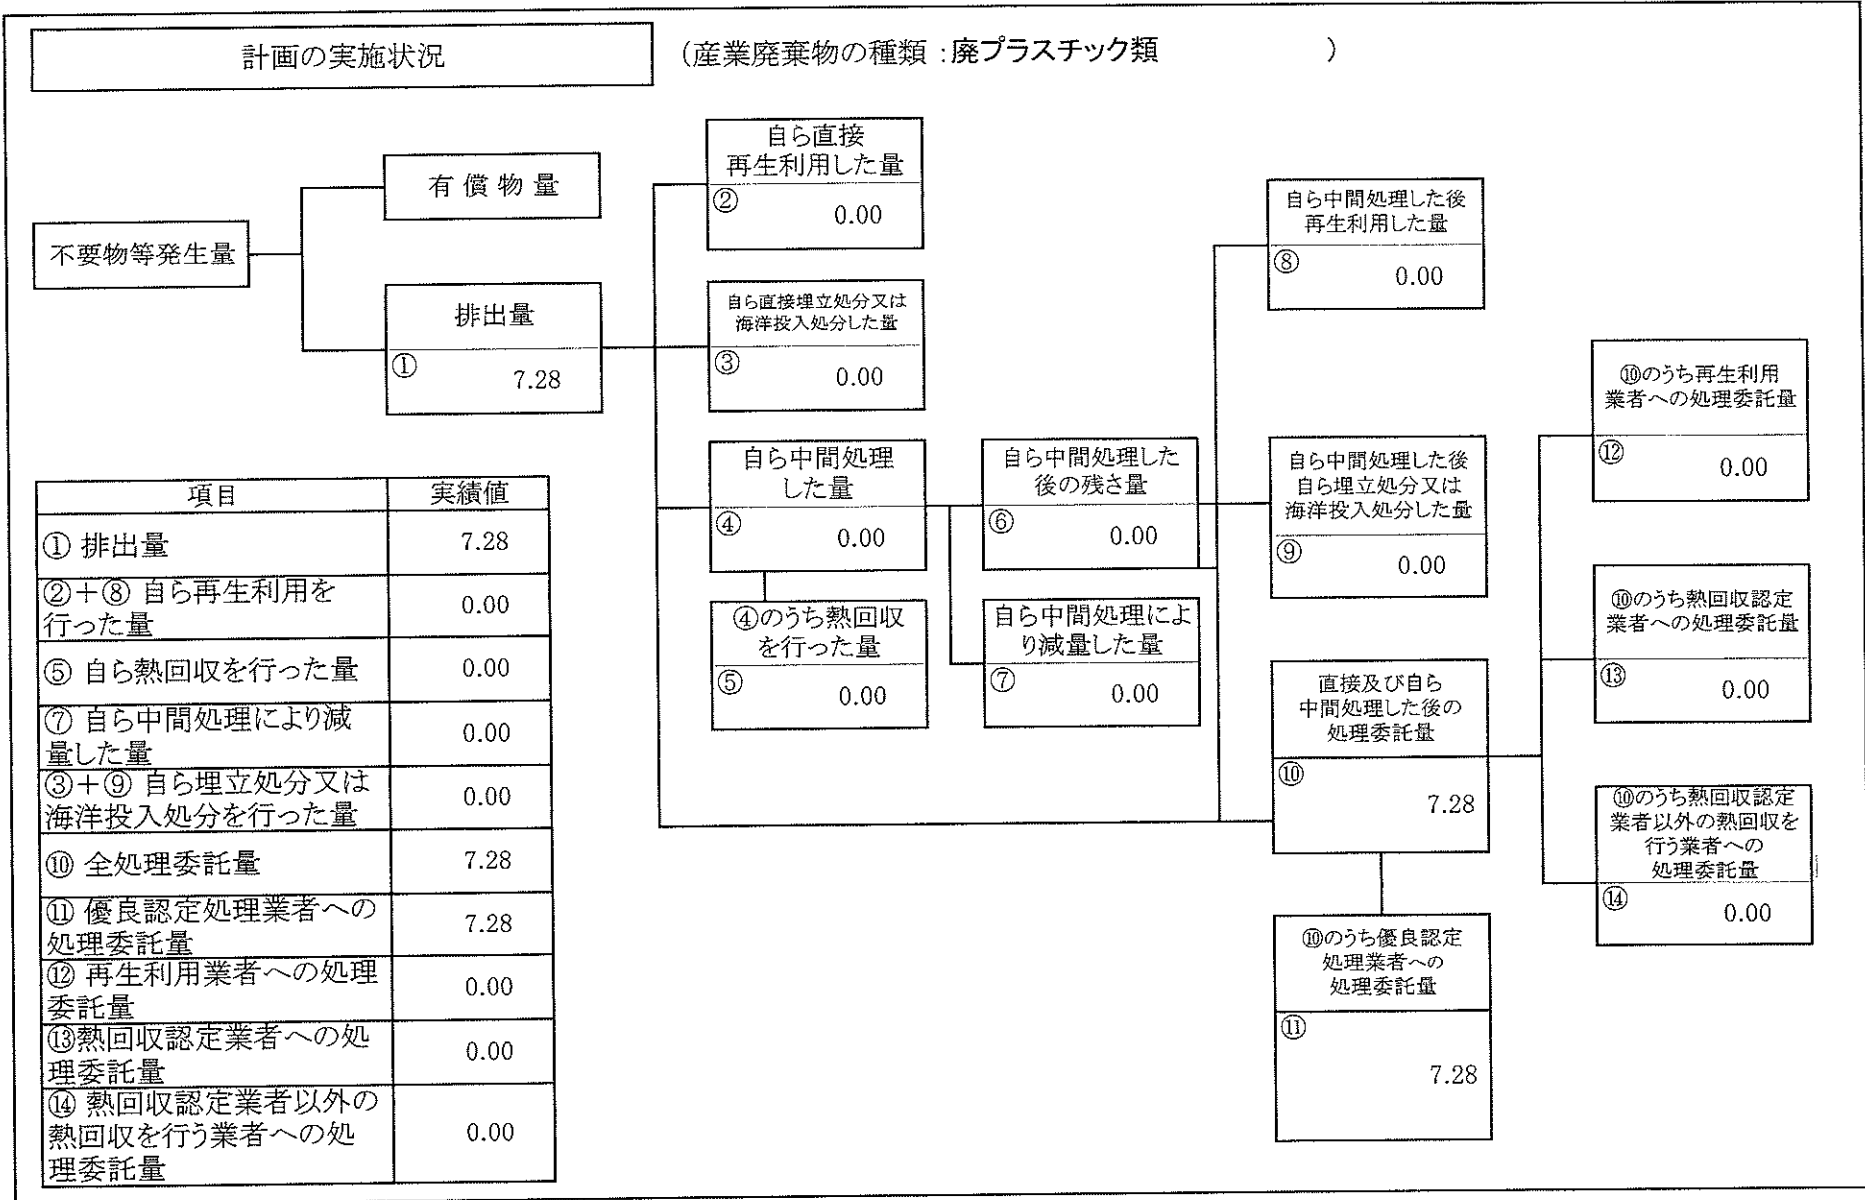 計画の実施状況
(産業廃棄物の種類：廃プラスチック類 )
不要物等発生量
有償物量
排出量
① 7.28
自ら直接
再生利用した量
② 0.00
自ら直接埋立処分又は
海洋投入処分した量
③ 0.00
自ら中間処理
した量
④ 0.00
④のうち熱回収
を行った量
⑤ 0.00
自ら中間処理した
後の残さ量
⑥ 0.00
自ら中間処理によ
り減量した量
⑦ 0.00
自ら中間処理した後
再生利用した量
⑧ 0.00
自ら中間処理した後
自ら埋立処分又は
海洋投入処分した量
⑨ 0.00
直接及び自ら
中間処理した後の
処理委託量
⑩ 7.28
⑩のうち優良認定
処理業者への
処理委託量
⑪ 7.28
⑩のうち再生利用
業者への処理委託量
⑫ 0.00
⑩のうち熱回収認定
業者への処理委託量
⑬ 0.00
⑩のうち熱回収認定
業者以外の熱回収を
行う業者への
処理委託量
⑭ 0.00
項目 実績値
① 排出量 7.28
②＋⑧ 自ら再生利用を
行った量 0.00
⑤ 自ら熱回収を行った量 0.00
⑦ 自ら中間処理により減
量した量 0.00
③＋⑨ 自ら埋立処分又は
海洋投入処分を行った量 0.00
⑩ 全処理委託量 7.28
⑪ 優良認定処理業者への
処理委託量 7.28
⑫ 再生利用業者への処理
委託量 0.00
⑬熱回収認定業者への処
理委託量 0.00
⑭ 熱回収認定業者以外の
熱回収を行う業者への処
理委託量 0.00